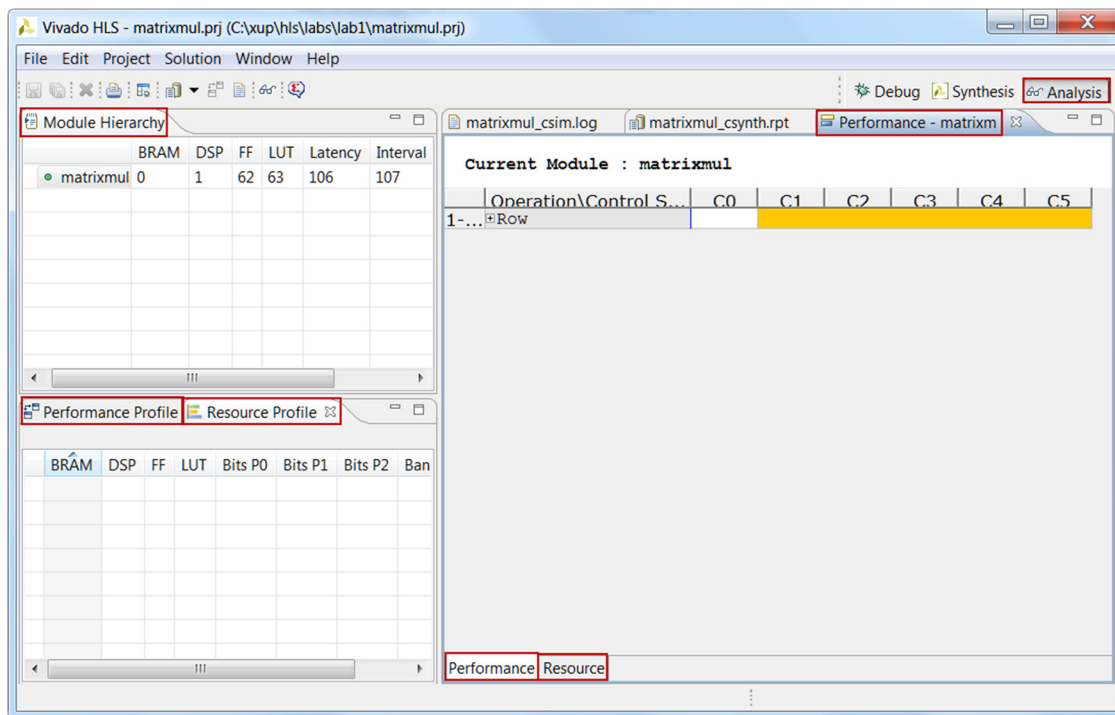 Vivado HLS - matrixmul.prj (C:\xup\hls\labs\lab1\matrixmul.prj)
File Edit Project Solution Window Help
Debug Synthesis Analysis
Module Hierarchy
BRAM DSP FF LUT Latency Interval
matrixmul 0 1 62 63 106 107
Performance Profile Resource Profile
BRAM DSP FF LUT Bits P0 Bits P1 Bits P2 Ban
matrixmul_csim.log matrixmul_csynth.rpt Performance - matrixm
Current Module : matrixmul
Operation\Control S... C0 C1 C2 C3 C4 C5
1-... Row
Performance Resource